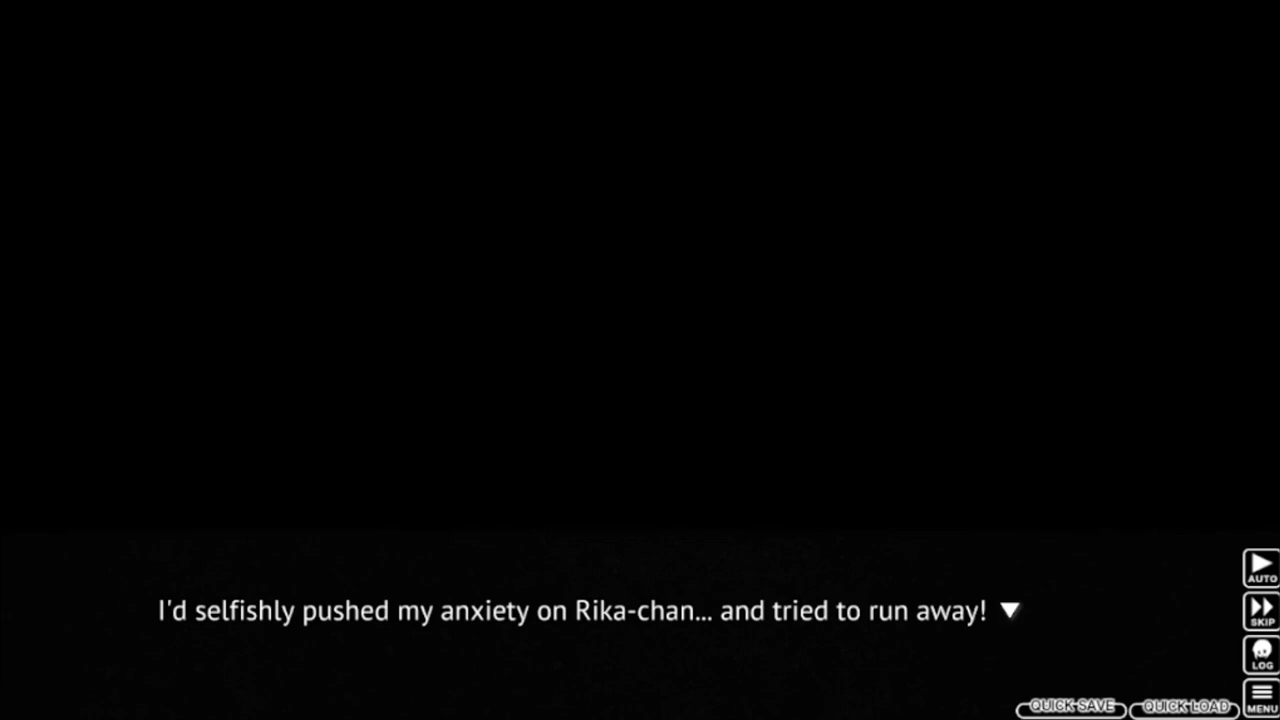 I'd selfishly pushed my anxiety on Rika-chan... and tried to run away!
AUTO
SKIP
LOG
MENU
QUICK SAVE
QUICK LOAD